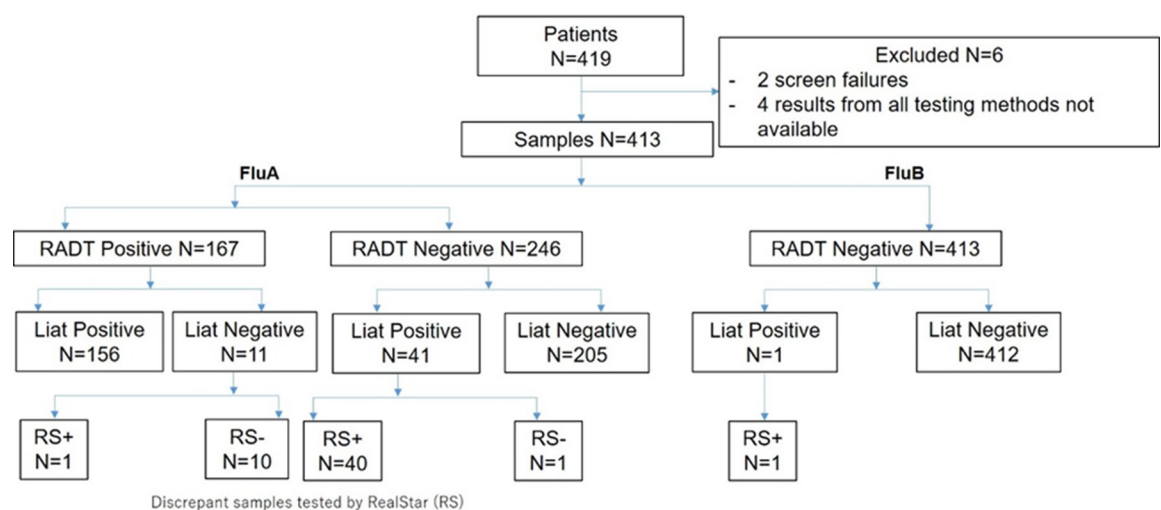 Patients
N=419
Excluded N=6
- 2 screen failures
- 4 results from all testing methods not
available
Samples N=413
FluA
FluB
RADT Positive N=167
RADT Negative N=246
RADT Negative N=413
Liat Positive
N=156
Liat Negative
N=11
Liat Positive
N=41
Liat Negative
N=205
Liat Positive
N=1
Liat Negative
N=412
RS+
N=1
RS-
N=10
RS+
N=40
RS-
N=1
RS+
N=1
Discrepant samples tested by RealStar (RS)